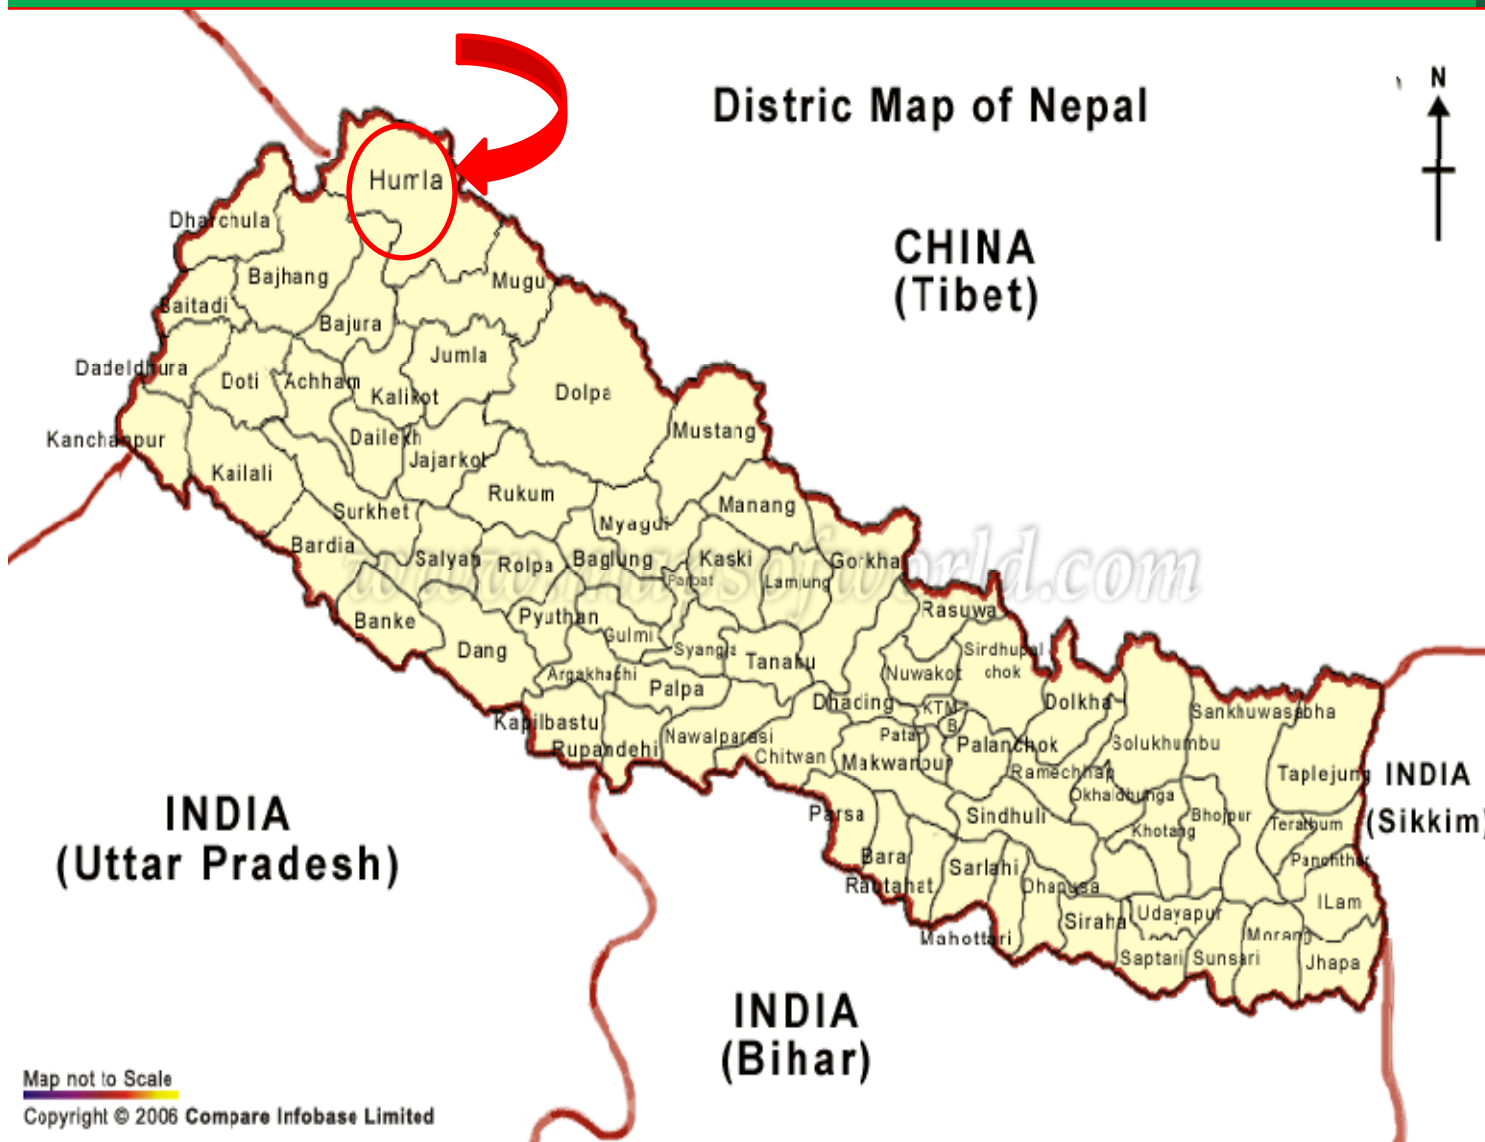 Distric Map of Nepal
N
Humla
CHINA
(Tibet)
Dharchula
Bajhang
Mugu
Baitadi
Bajura
Jumla
Dadeldhura
Doti
Achham
Kalikot
Dolpa
Kanchanpur
Dailekh
Mustang
Jajarkot
Kailali
Rukum
Surkhet
Myagdi
Manang
Bardia
Salyan
Rolpa
Baglung
Kaski
Gorkha
Parbat
Lamjung
www.mapsofworld.com
Rasuwa
Banke
Pyuthan
Gulmi
Dang
Syangja
Tanahu
Sirdhupal
chok
Nuwakot
Argakhachi
Palpa
Dhading
KTM
Dolkha
Sankhuwasabha
Kapilbastu
B
Rupandehi
Nawalparasi
Patan
Palanchok
Solukhumbu
Chitwan
Makwanpur
Ramechhap
Taplejung
INDIA
(Sikkim)
Okhaldhunga
Parsa
Sindhuli
Khotang
Bhojpur
Terathum
INDIA
(Uttar Pradesh)
Bara
Sarlahi
Panchthar
Rautahat
Dhanusa
ILam
Siraha
Udayapur
Mahottari
Morang
Saptari
Sunsari
Jhapa
INDIA
(Bihar)
Map not to Scale
Copyright © 2006 Compare Infobase Limited